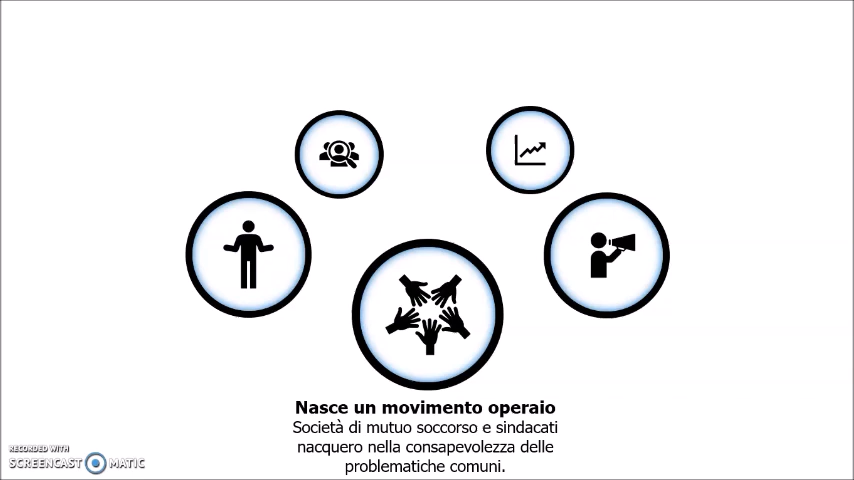 Nasce un movimento operaio
Società di mutuo soccorso e sindacati
nacquero nella consapevolezza delle
problematiche comuni.
RECORDED WITH
SCREENCAST MATIC